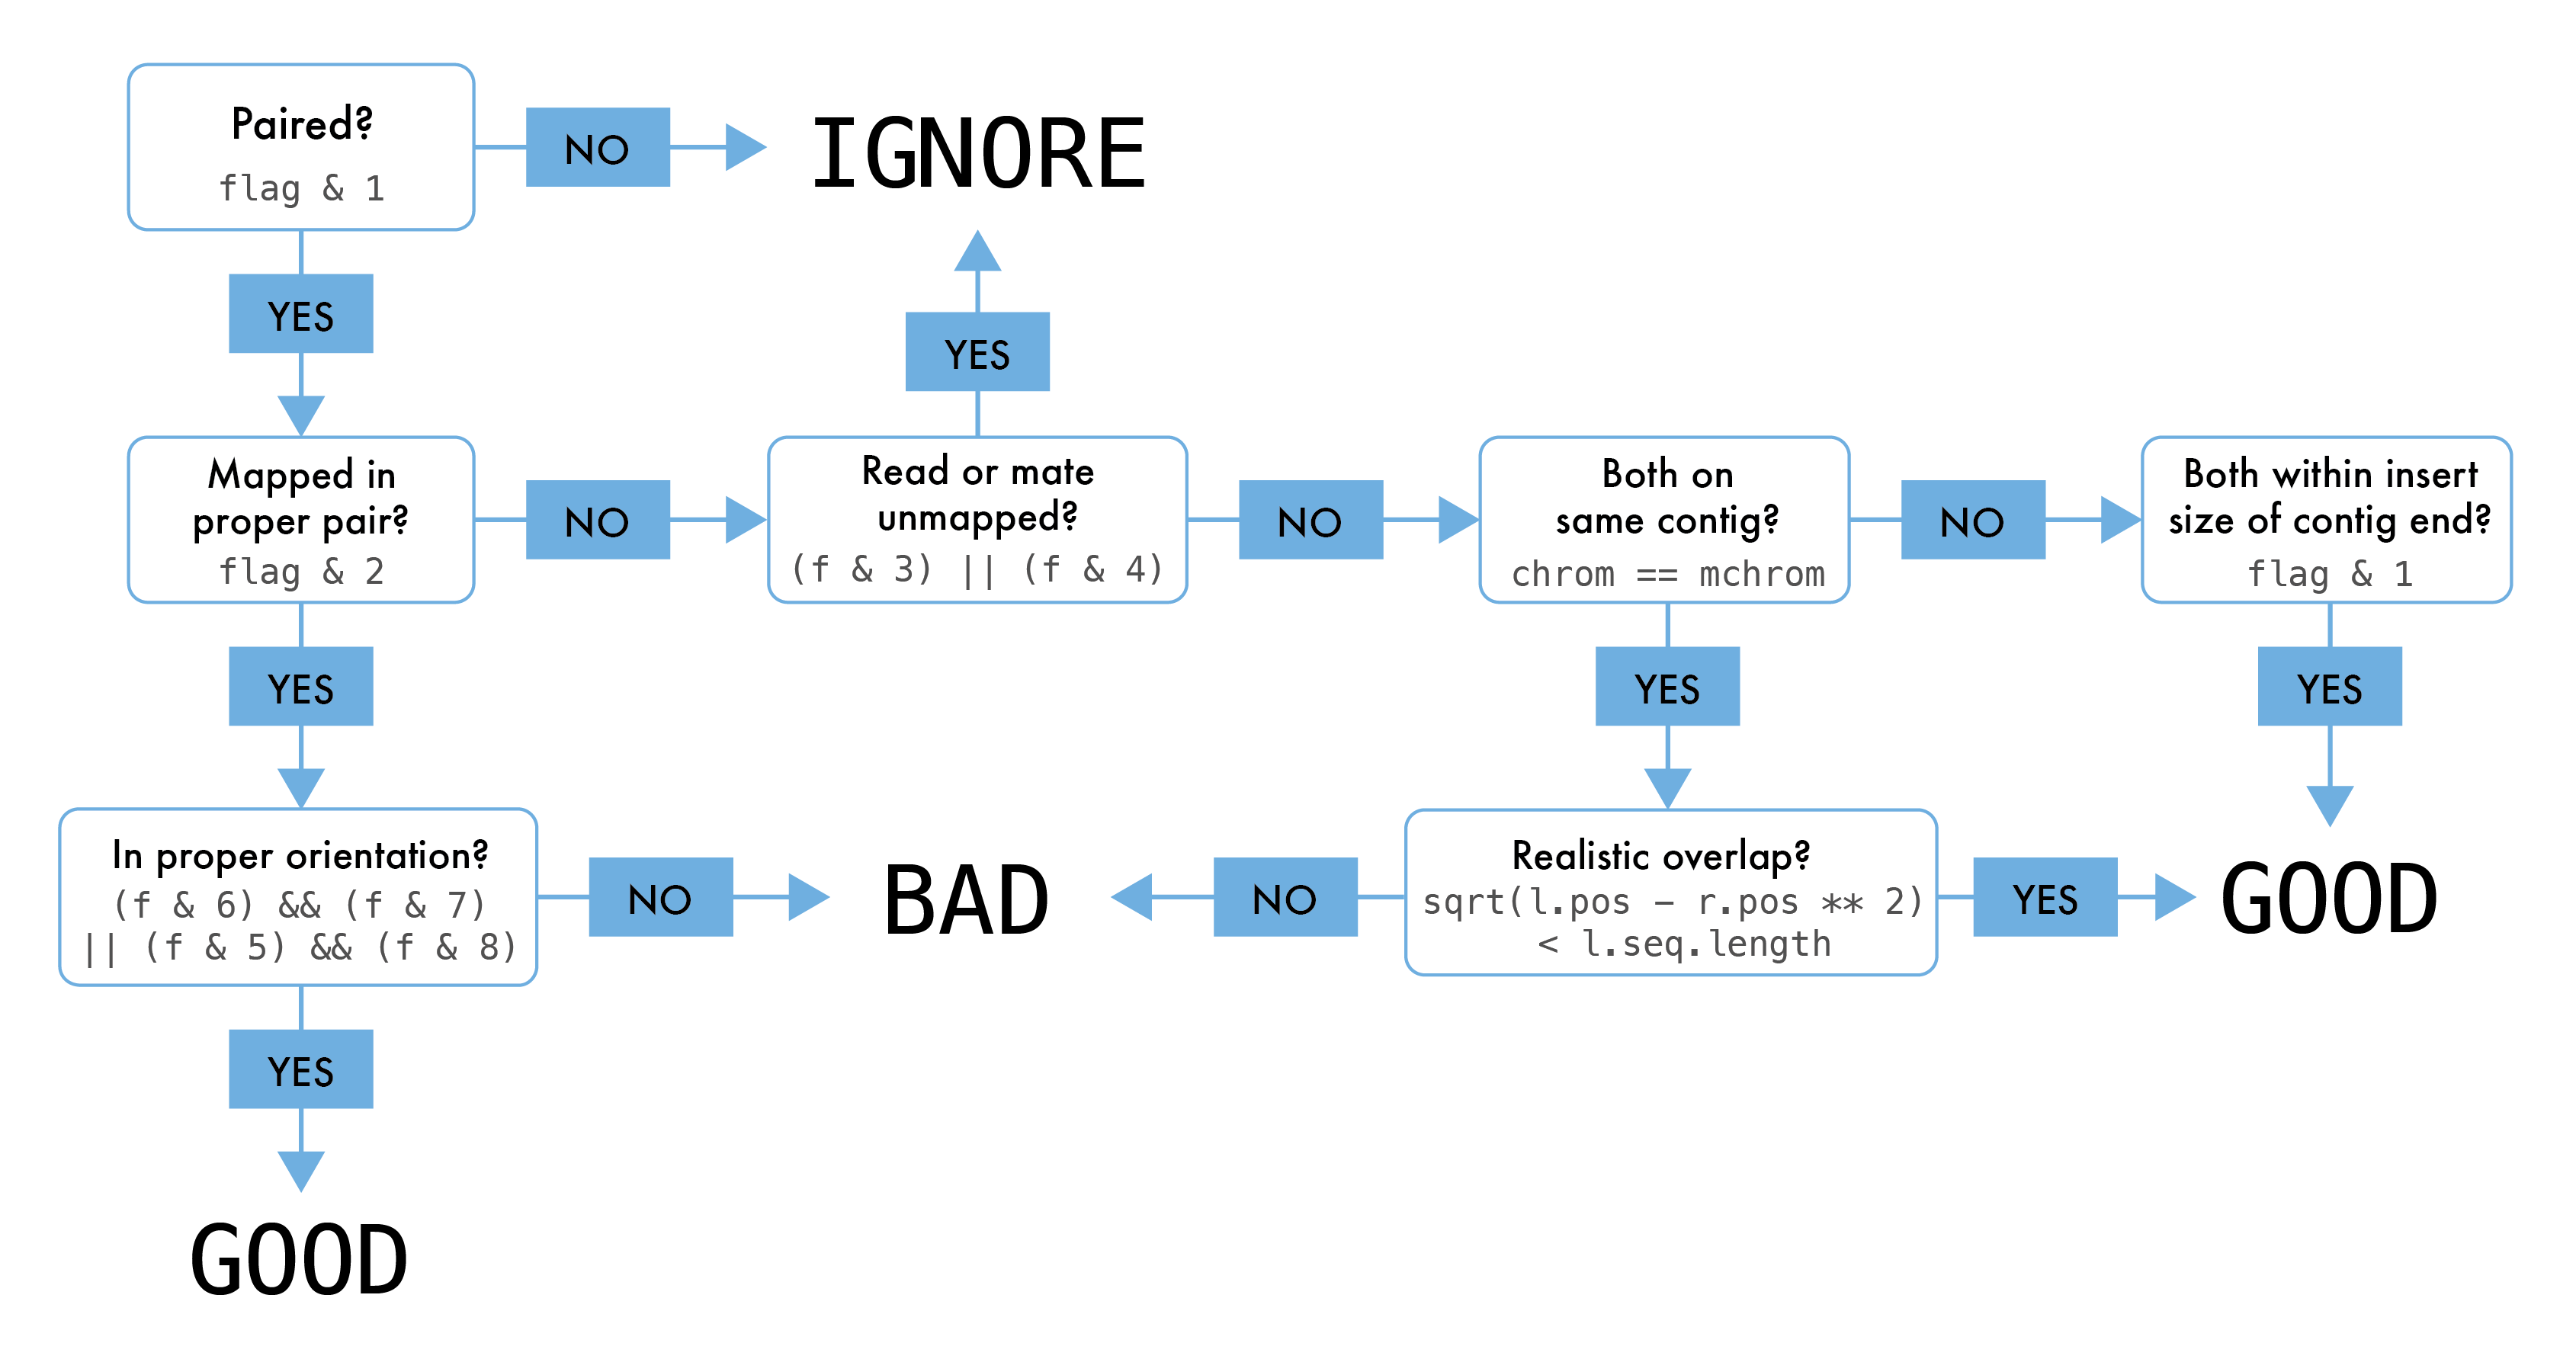 Paired?
flag & 1
NO
IGNORE
YES
YES
Mapped in
proper pair?
flag & 2
NO
Read or mate
unmapped?
(f & 3) || (f & 4)
NO
Both on
same contig?
chrom == mchrom
NO
Both within insert
size of contig end?
flag & 1
YES
YES
YES
In proper orientation?
(f & 6) && (f & 7)
|| (f & 5) && (f & 8)
NO
BAD
NO
Realistic overlap?
sqrt(l.pos - r.pos ** 2)
< l.seq.length
YES
GOOD
YES
GOOD